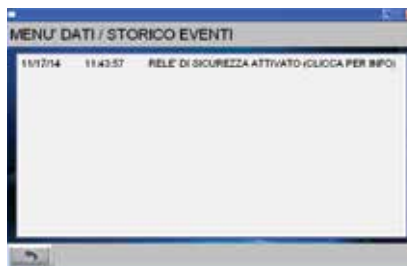 MENU' DATI / STORICO EVENTI
11/17/14 11:43:57 RELE' DI SICUREZZA ATTIVATO (CLICCA PER INFO)